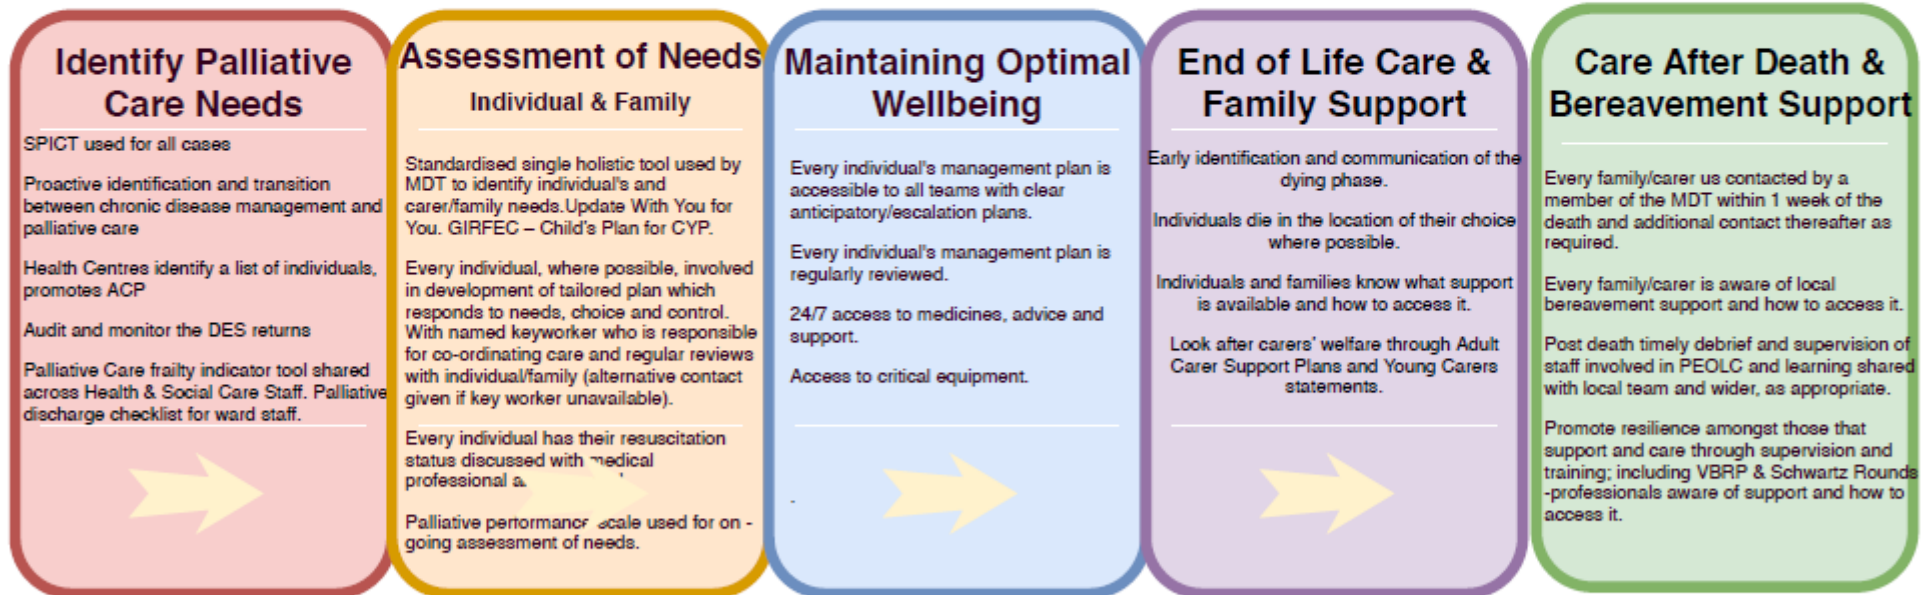 Identify Palliative
Care Needs
SPICT used for all cases
Proactive identification and transition
between chronic disease management and
palliative care
Health Centres identify a list of individuals,
promotes ACP
Audit and monitor the DES returns
Palliative Care frailty indicator tool shared
across Health & Social Care Staff. Palliative
discharge checklist for ward staff.
Assessment of Needs
Individual & Family
Standardised single holistic tool used by
MDT to identify individual's and
carer/family needs.Update With You for
You. GIRFEC – Child's Plan for CYP.
Every individual, where possible, involved
in development of tailored plan which
responds to needs, choice and control.
With named keyworker who is responsible
for co-ordinating care and regular reviews
with individual/family (alternative contact
given if key worker unavailable).
Every individual has their resuscitation
status discussed with medical
professional
Palliative performance scale used for on -
going assessment of needs.
Maintaining Optimal
Wellbeing
Every individual's management plan is
accessible to all teams with clear
anticipatory/escalation plans.
Every individual's management plan is
regularly reviewed.
24/7 access to medicines, advice and
support.
Access to critical equipment.
-
End of Life Care &
Family Support
Early identification and communication of the
dying phase.
Individuals die in the location of their choice
where possible.
Individuals and families know what support
is available and how to access it.
Look after carers' welfare through Adult
Carer Support Plans and Young Carers
statements.
Care After Death &
Bereavement Support
Every family/carer us contacted by a
member of the MDT within 1 week of the
death and additional contact thereafter as
required.
Every family/carer is aware of local
bereavement support and how to access it.
Post death timely debrief and supervision of
staff involved in PEOLC and learning shared
with local team and wider, as appropriate.
Promote resilience amongst those that
support and care through supervision and
training; including VBRP & Schwartz Rounds
-professionals aware of support and how to
access it.